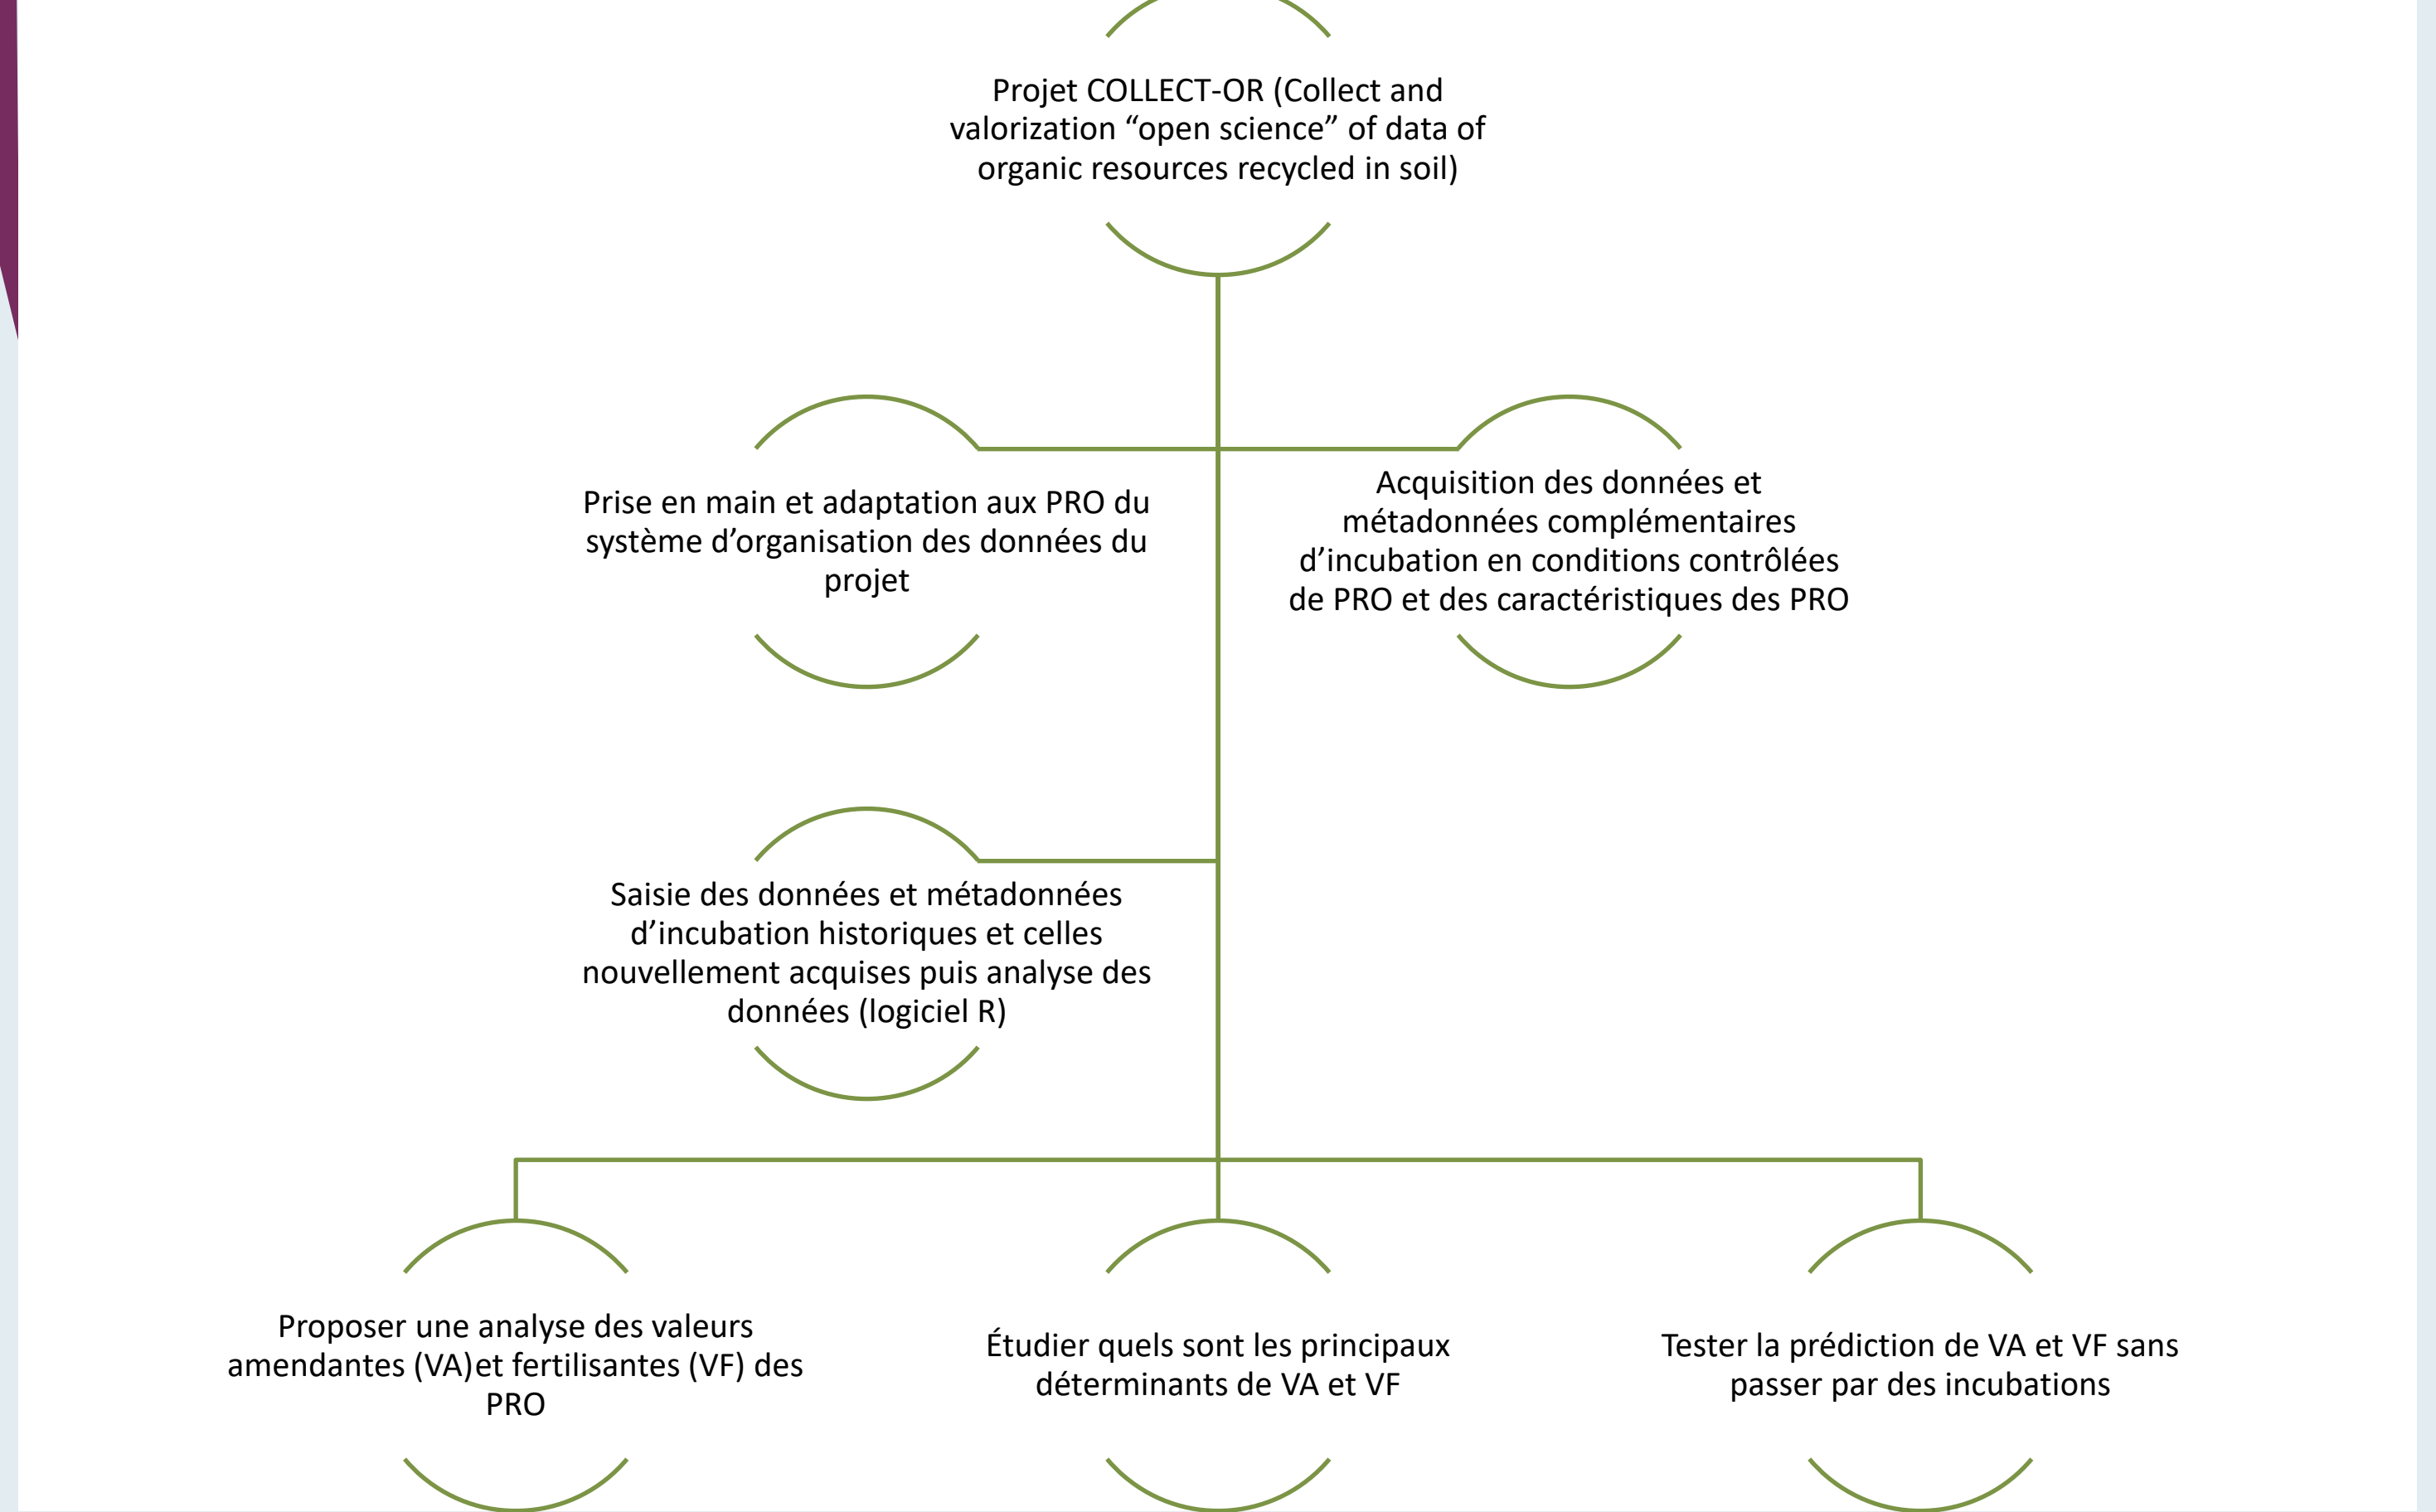 Projet COLLECT-OR (Collect and
valorization “open science” of data of
organic resources recycled in soil)
Prise en main et adaptation aux PRO du
système d’organisation des données du
projet
Acquisition des données et
métadonnées complémentaires
d’incubation en conditions contrôlées
de PRO et des caractéristiques des PRO
Saisie des données et métadonnées
d’incubation historiques et celles
nouvellement acquises puis analyse des
données (logiciel R)
Proposer une analyse des valeurs
amendantes (VA)et fertilisantes (VF) des
PRO
Étudier quels sont les principaux
déterminants de VA et VF
Tester la prédiction de VA et VF sans
passer par des incubations